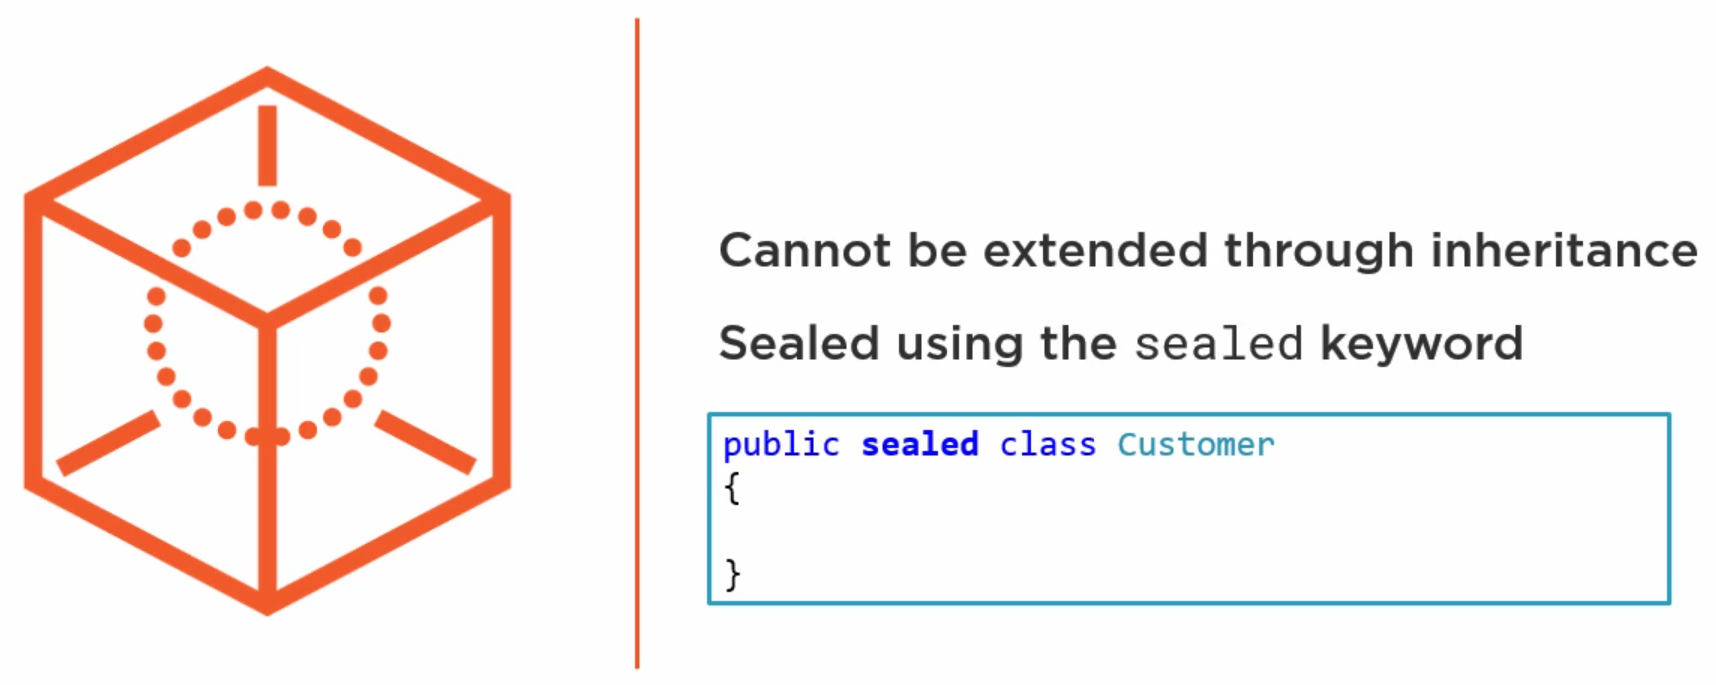 Cannot be extended through inheritance
Sealed using the sealed keyword
public sealed class Customer
{
}